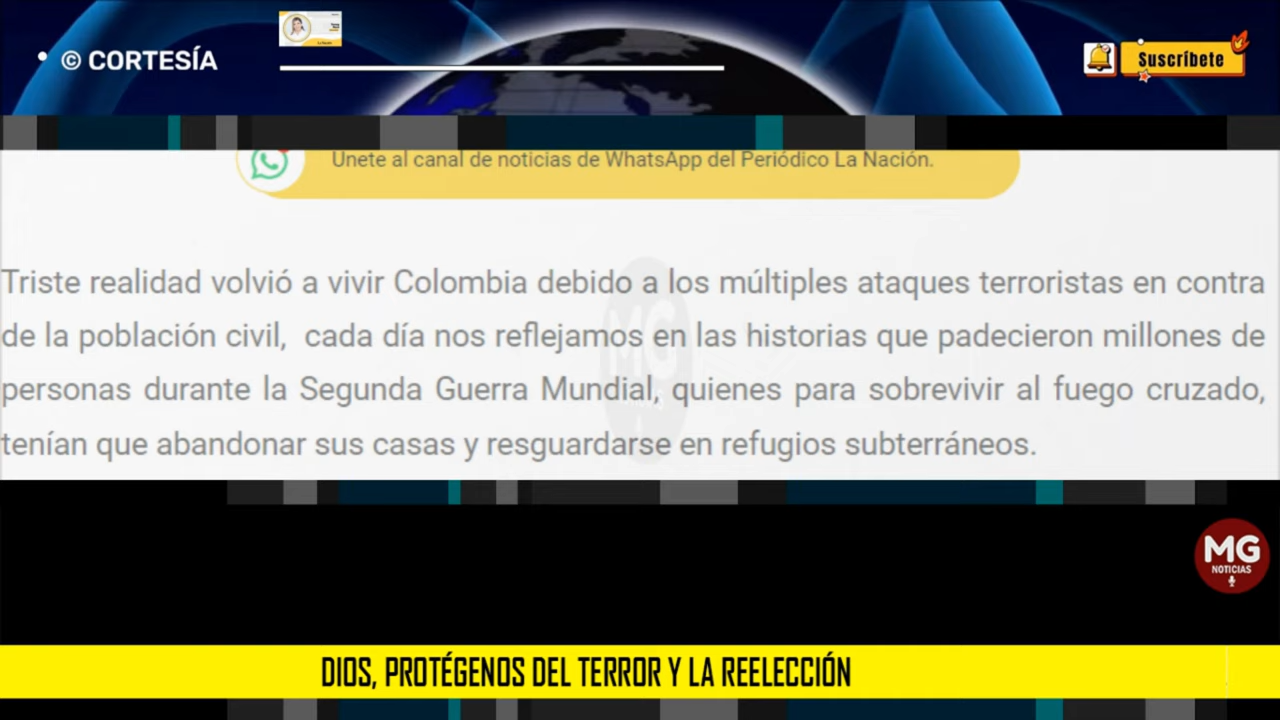 © CORTESÍA
Suscríbete
Únete al canal de noticias de WhatsApp del Periódico La Nación.
Triste realidad volvió a vivir Colombia debido a los múltiples ataques terroristas en contra
de la población civil, cada día nos reflejamos en las historias que padecieron millones de
personas durante la Segunda Guerra Mundial, quienes para sobrevivir al fuego cruzado,
tenían que abandonar sus casas y resguardarse en refugios subterráneos.
MG
MG
NOTICIAS
DIOS, PROTÉGENOS DEL TERROR Y LA REELECCIÓN